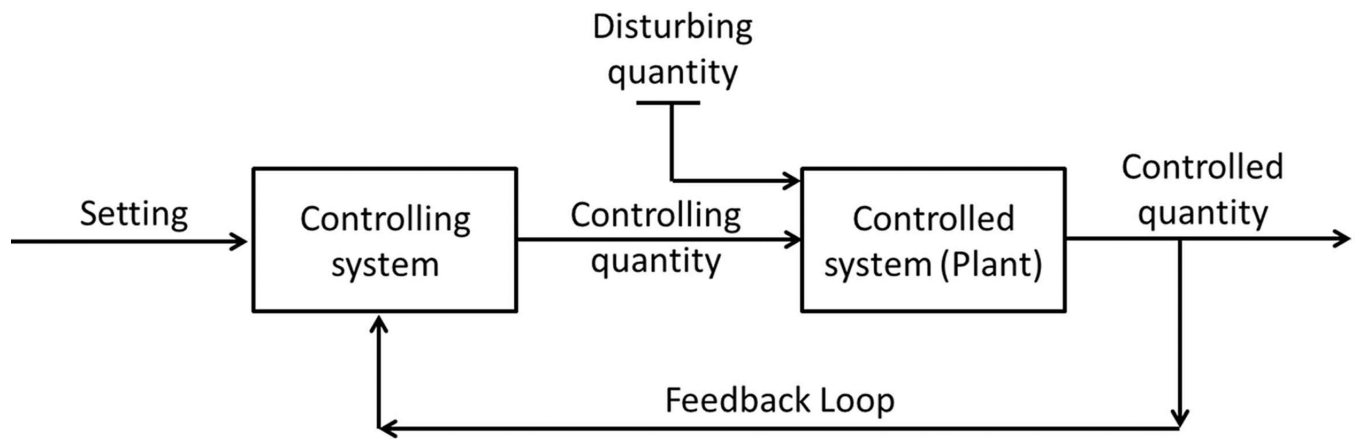 Disturbing
quantity
Setting
Controlling
system
Controlling
quantity
Controlled
system (Plant)
Controlled
quantity
Feedback Loop